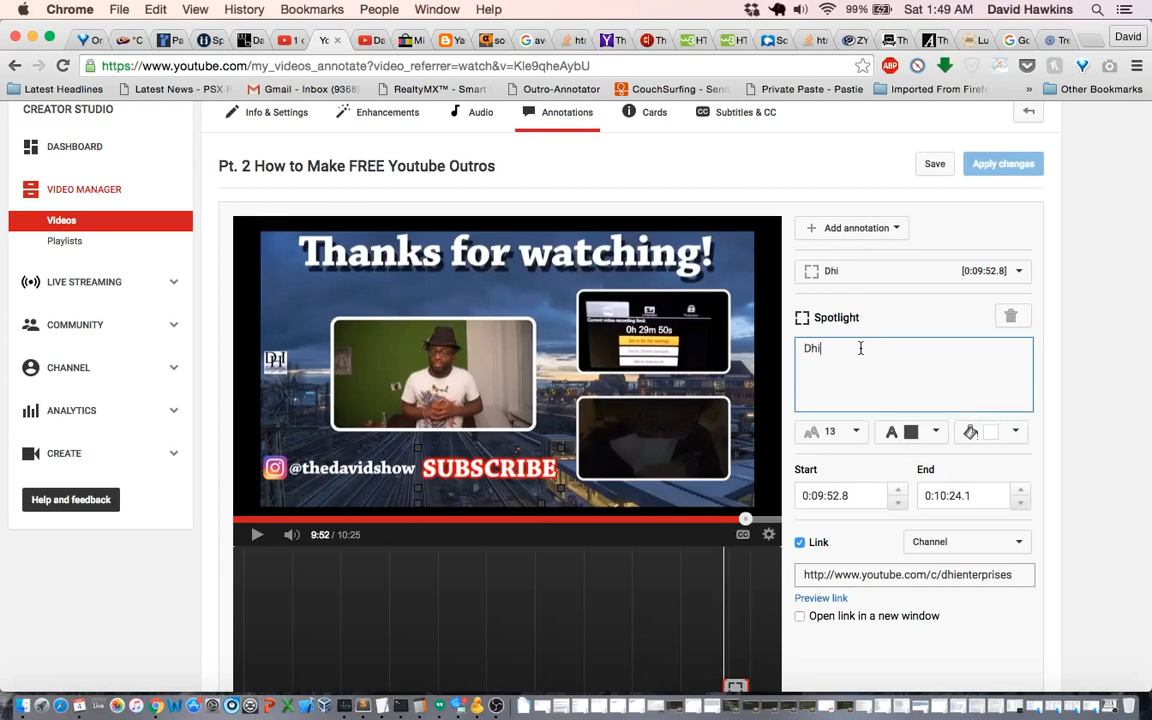 Chrome File Edit View History Bookmarks People Window Help 99% Sat 1:49 AM David Hawkins
David
https://www.youtube.com/my_videos_annotate?video_referrer=watch&v=Kle9qheAybU
Latest Headlines Latest News - PSX Gmail - Inbox (9368) RealtyMX™ - Smart Outro-Annotator CouchSurfing - Sen Private Paste - Pastie Imported From Firef Other Bookmarks
CREATOR STUDIO
Info & Settings Enhancements Audio Annotations Cards Subtitles & CC
DASHBOARD
VIDEO MANAGER
Videos
Playlists
LIVE STREAMING
COMMUNITY
CHANNEL
ANALYTICS
CREATE
Help and feedback
Pt. 2 How to Make FREE Youtube Outros
Save Apply changes
Thanks for watching!
0h 29m 50s
DHI
@thedavidshow SUBSCRIBE
9:52 / 10:25
Add annotation
Dhi [0:09:52.8]
Spotlight
Dhi
13
Start End
0:09:52.8 0:10:24.1
Link Channel
http://www.youtube.com/c/dhienterprises
Preview link
Open link in a new window